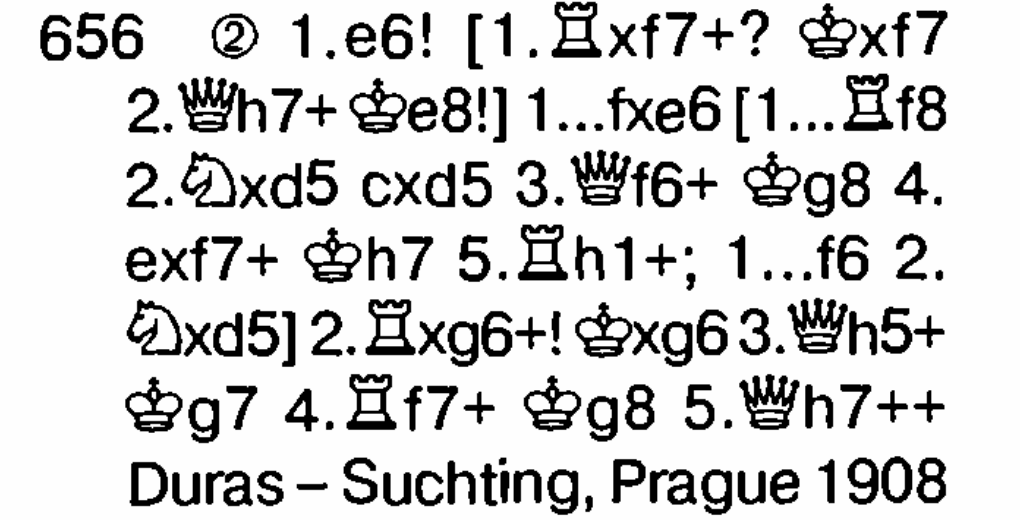 656 ② 1.e6! [1.♖xf7+? ♔xf7
2.♕h7+ ♔e8!] 1...fxe6 [1...♖f8
2.♘xd5 cxd5 3.♕f6+ ♔g8 4.
exf7+ ♔h7 5.♖h1+; 1...f6 2.
♘xd5] 2.♖xg6+! ♔xg6 3.♕h5+
♔g7 4.♖f7+ ♔g8 5.♕h7++
Duras – Suchting, Prague 1908